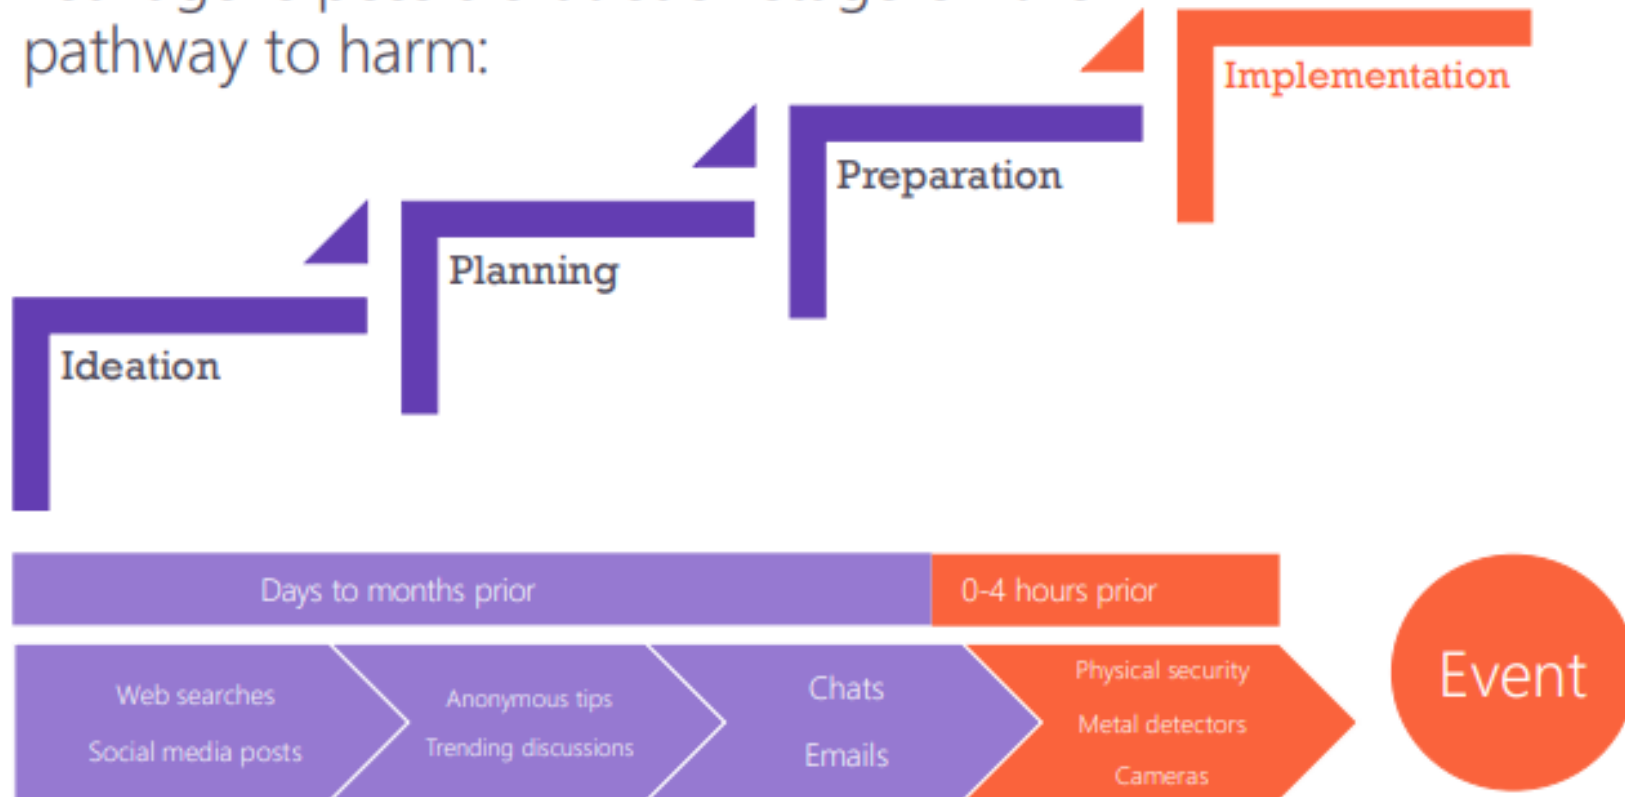 pathway to harm:
Implementation
Preparation
Planning
Ideation
Days to months prior
0-4 hours prior
Web searches
Social media posts
Anonymous tips
Trending discussions
Chats
Emails
Physical security
Metal detectors
Cameras
Event